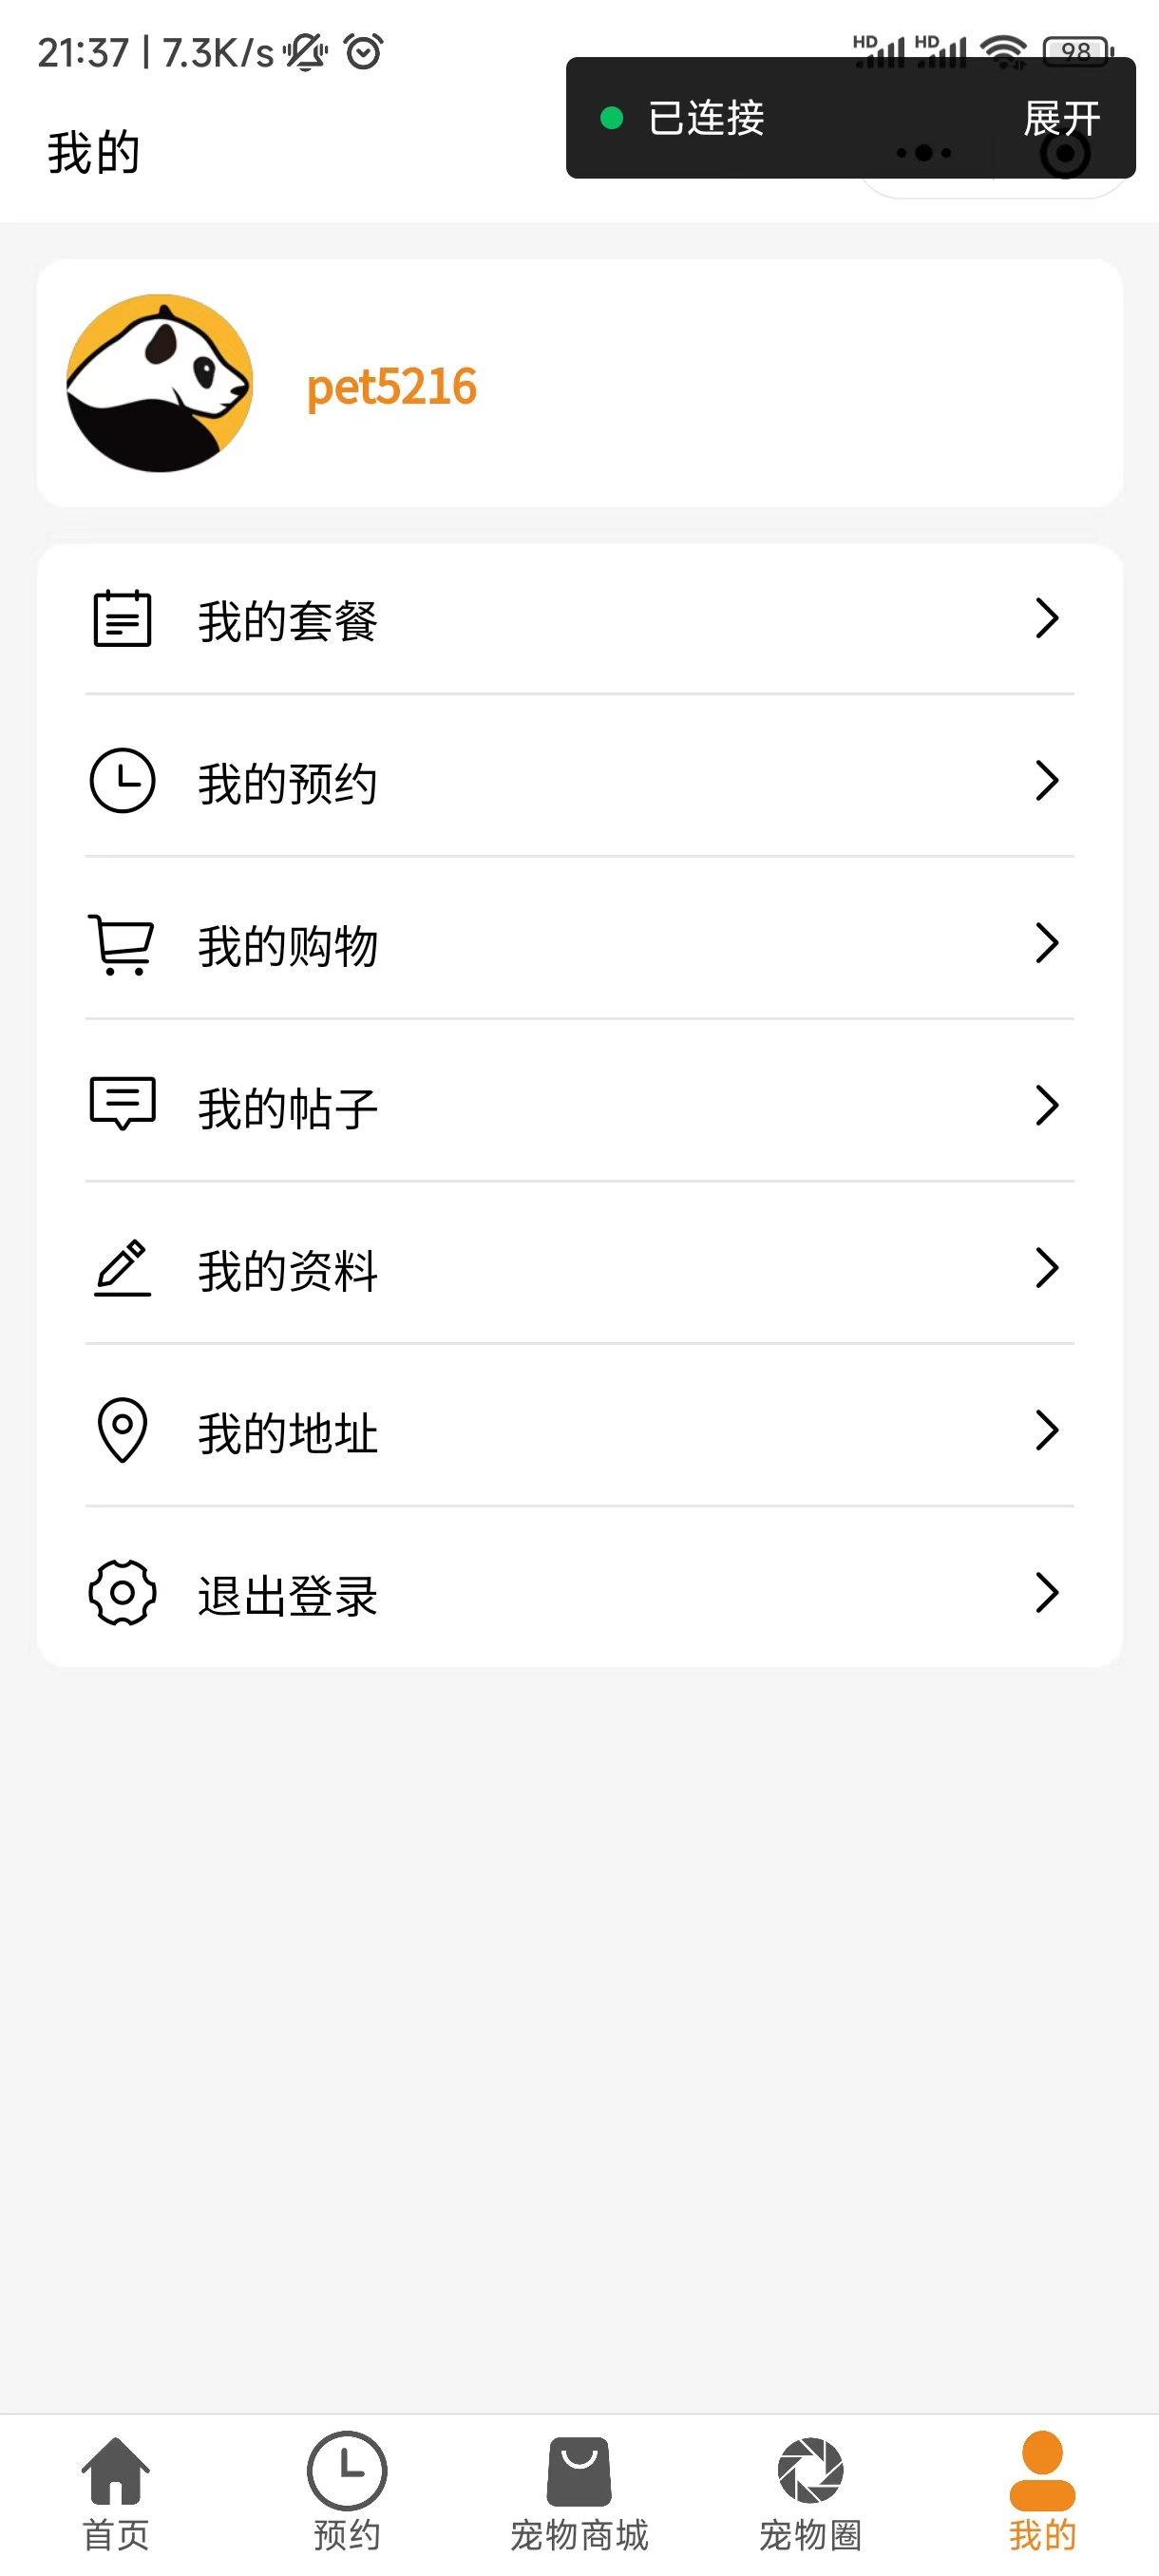 21:37 | 7.3K/s HD HD 98
已连接 展开
我的
pet5216
我的套餐
我的预约
我的购物
我的帖子
我的资料
我的地址
退出登录
首页 预约 宠物商城 宠物圈 我的